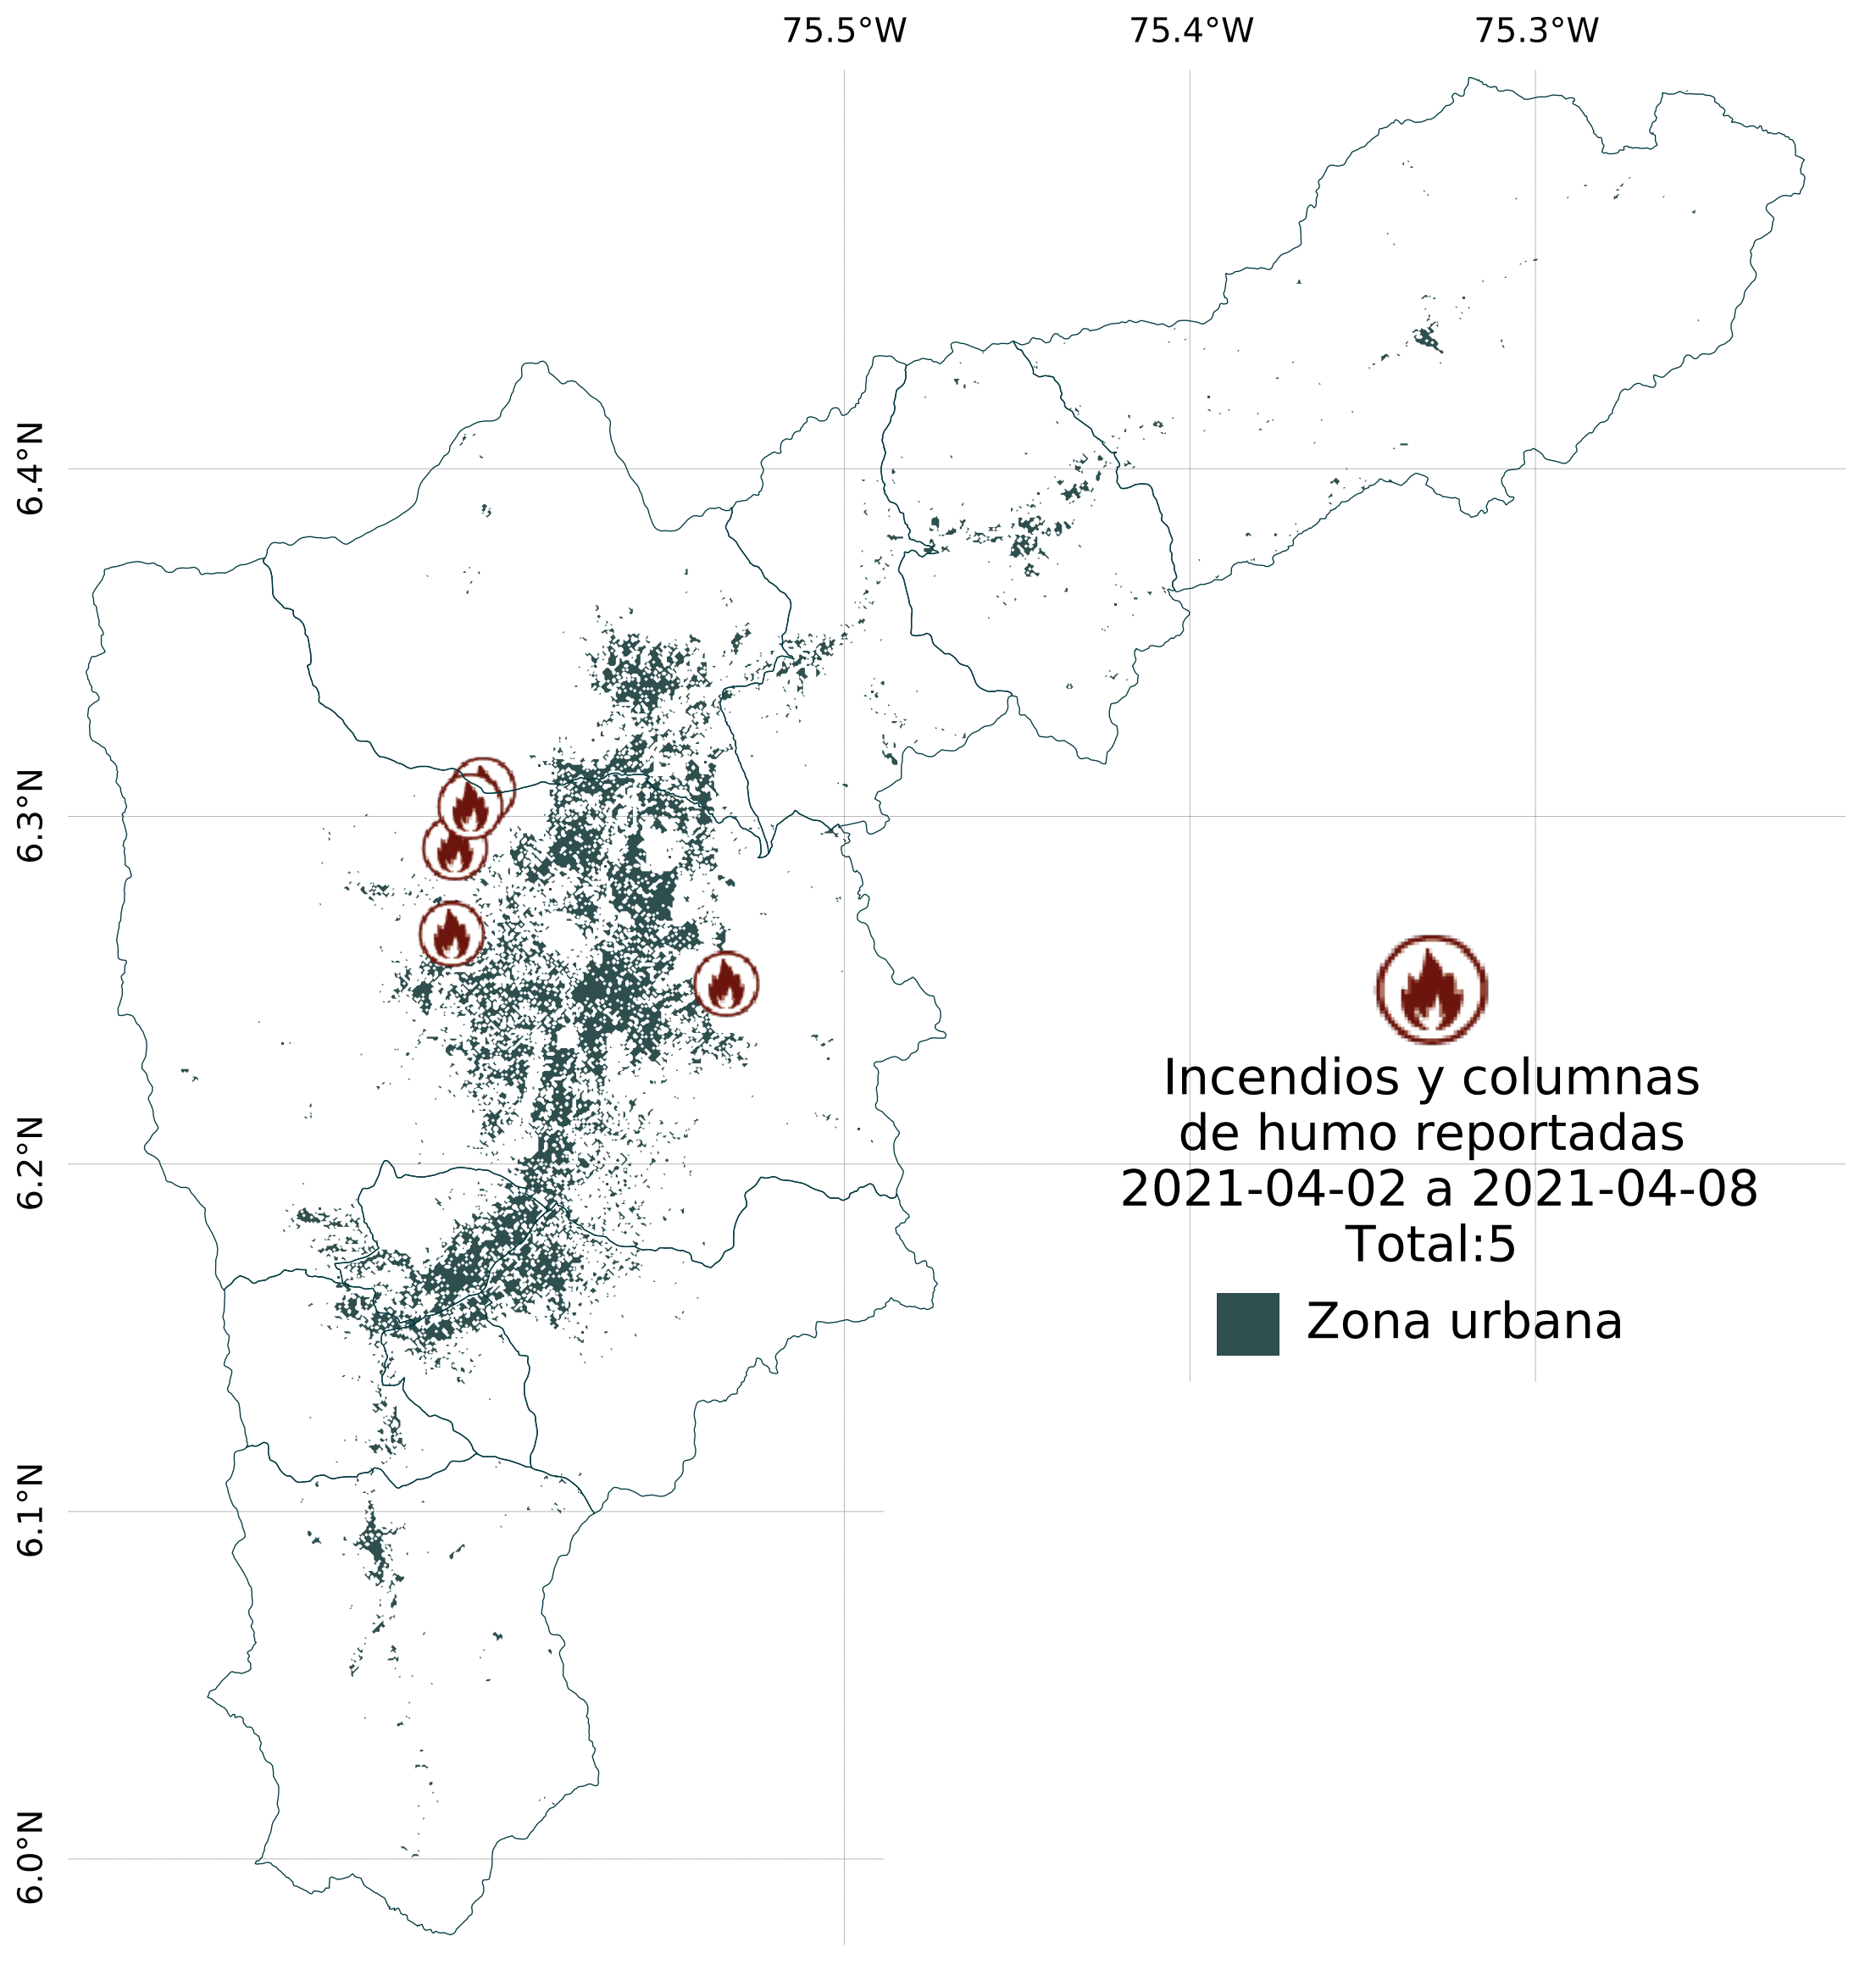 75.5°W
75.4°W
75.3°W
6.4°N
6.3°N
6.2°N
6.1°N
6.0°N
Incendios y columnas
de humo reportadas
2021-04-02 a 2021-04-08
Total:5
Zona urbana